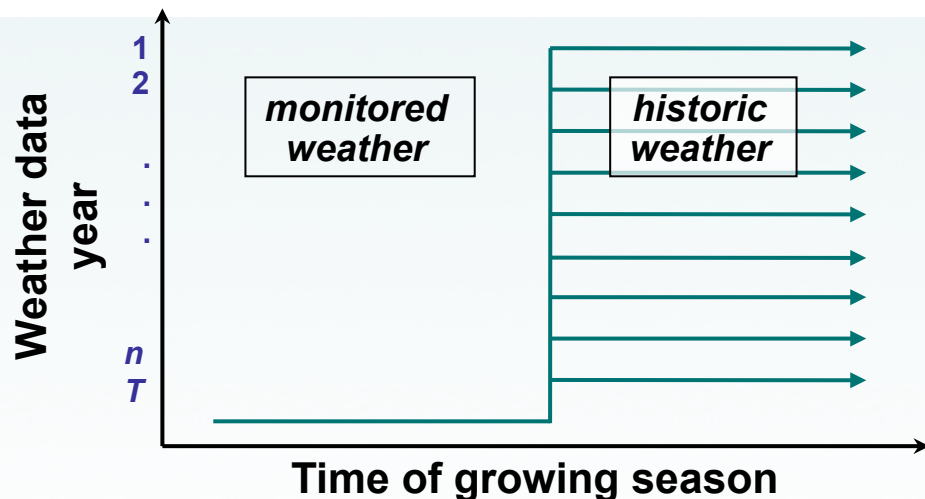 Weather data
year
1
2
.
.
.
n
T
monitored
weather
historic
weather
Time of growing season